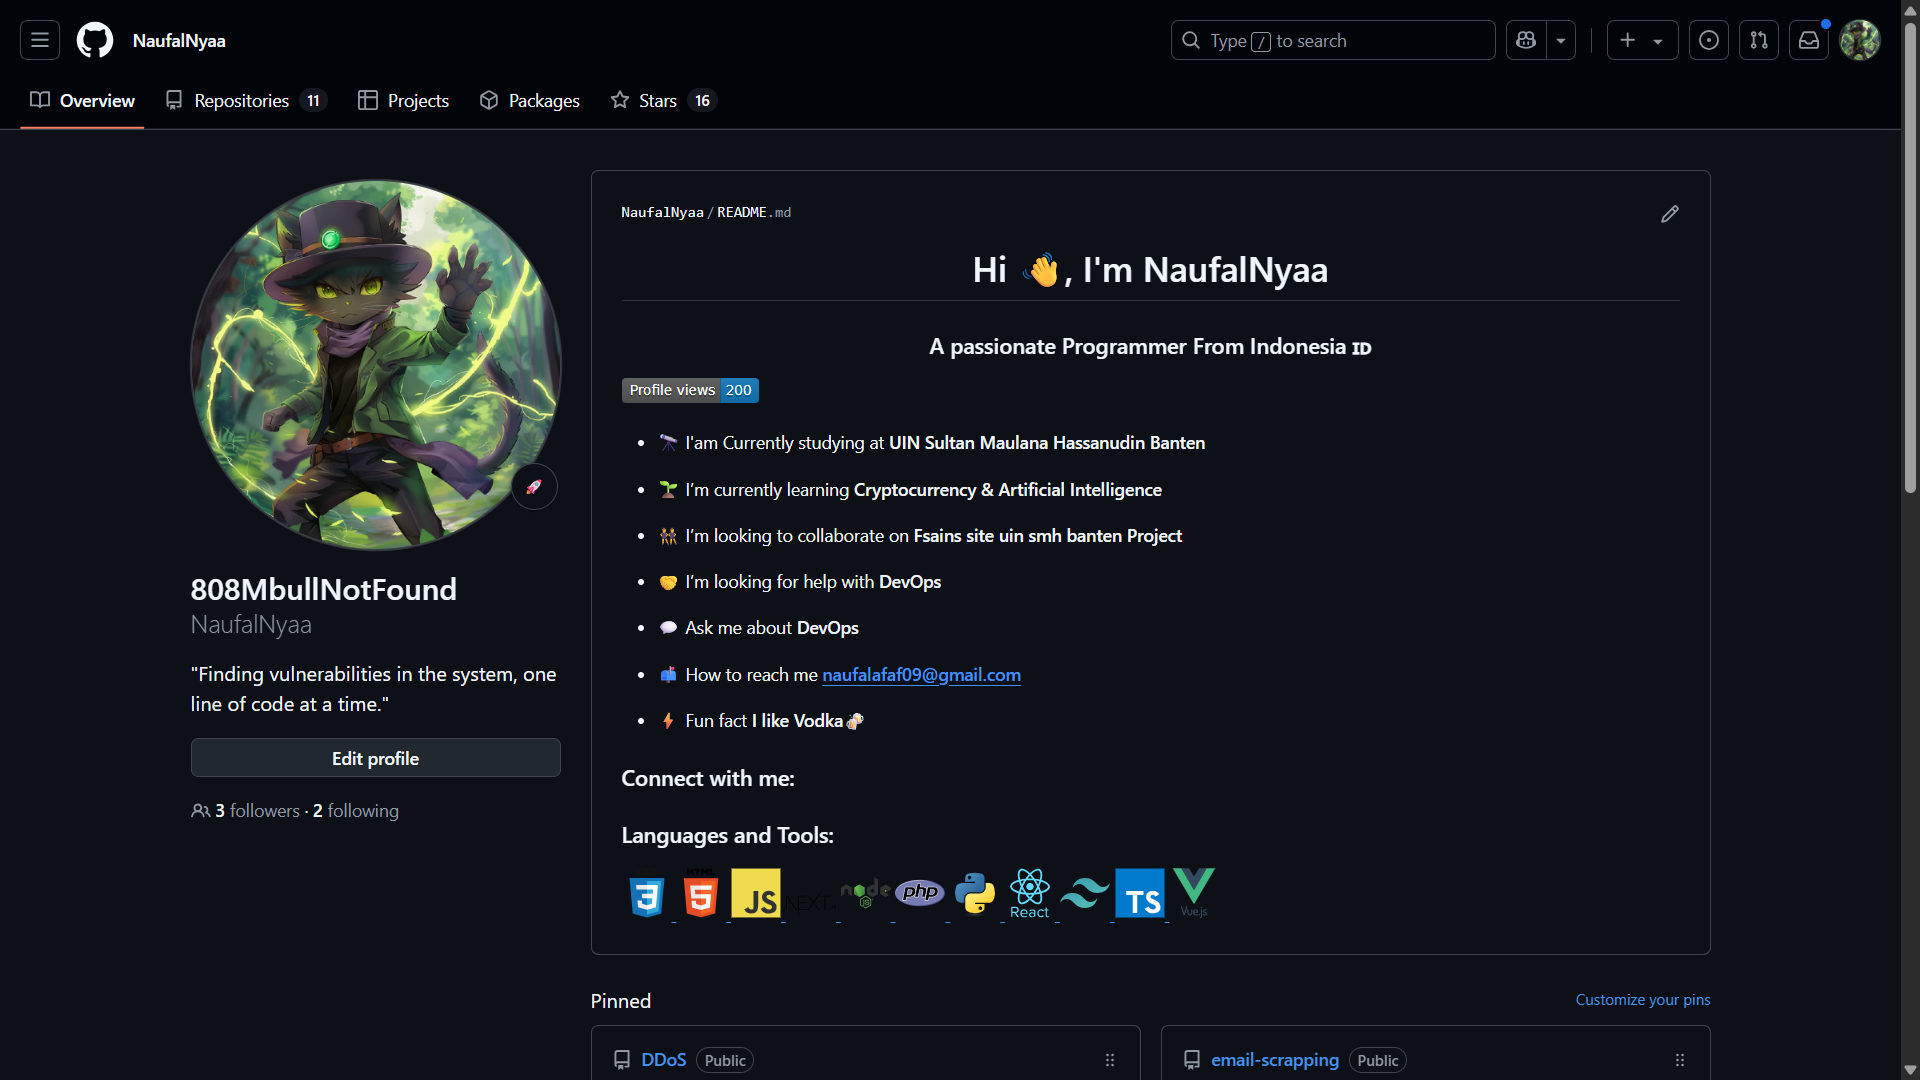 NaufalNyaa
Type / to search
Overview
Repositories 11
Projects
Packages
Stars 16
808MbullNotFound
NaufalNyaa
"Finding vulnerabilities in the system, one
line of code at a time."
Edit profile
3 followers · 2 following
NaufalNyaa/README.md
Hi 👋, I'm NaufalNyaa
A passionate Programmer From Indonesia 🇮🇩
Profile views 200
• 🔭 I'am Currently studying at UIN Sultan Maulana Hassanudin Banten
• 🌱 I’m currently learning Cryptocurrency & Artificial Intelligence
• 👯 I’m looking to collaborate on Fsains site uin smh banten Project
• 🤝 I’m looking for help with DevOps
• 💬 Ask me about DevOps
• 📫 How to reach me naufalafaf09@gmail.com
• ⚡ Fun fact I like Vodka🍻
Connect with me:
Languages and Tools:
3 HTML 5 JS NEXT node JS php React TS Vue.js
Pinned
Customize your pins
DDoS Public
email-scrapping Public